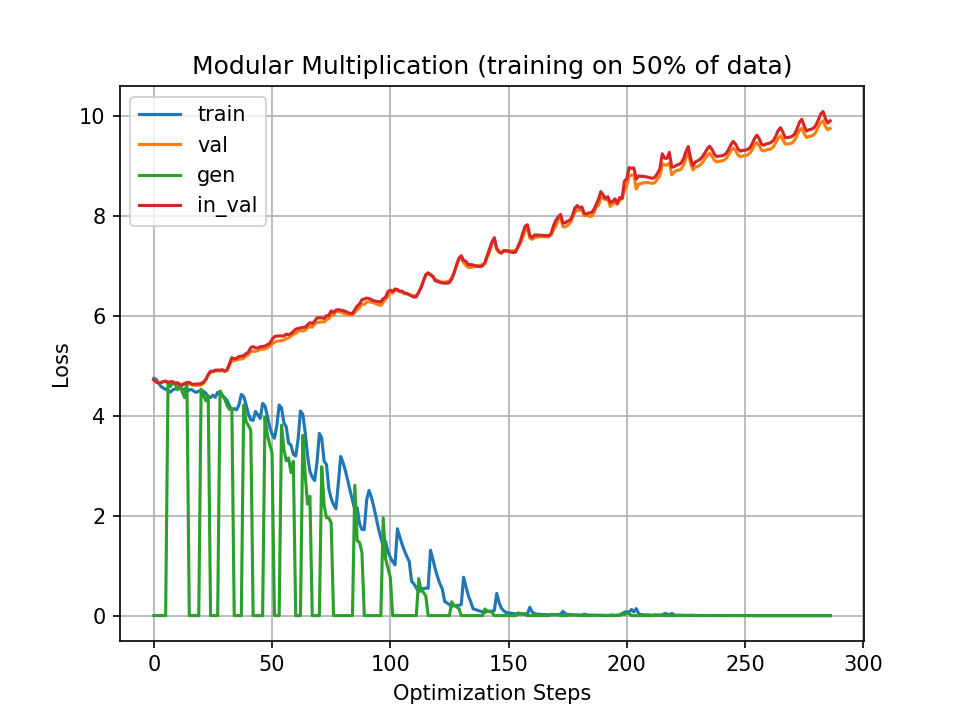 Modular Multiplication (training on 50% of data)
train
val
gen
in_val
Loss
10
8
6
4
2
0
0 50 100 150 200 250 300
Optimization Steps